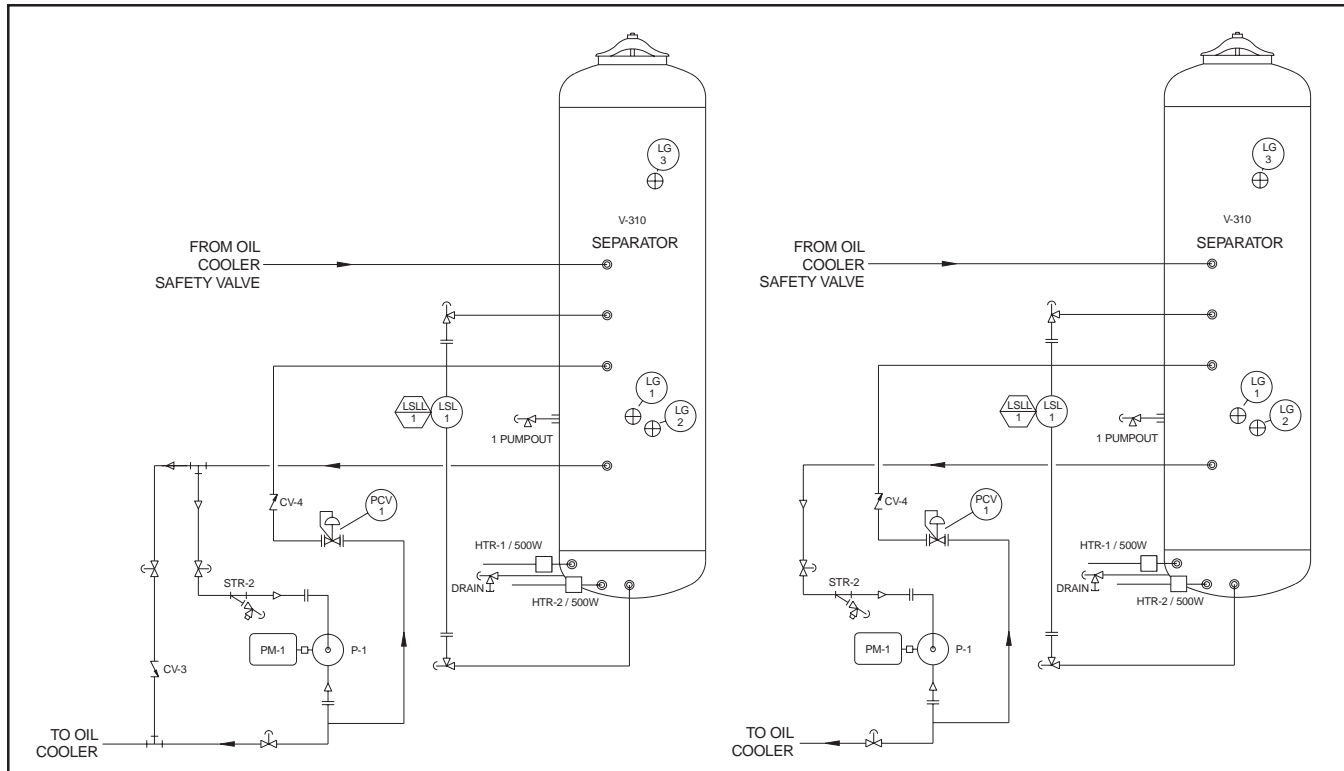 LG
3
V-310
SEPARATOR
FROM OIL
COOLER
SAFETY VALVE
LG
1
LG
2
LSLL
1
LSL
1
1 PUMPOUT
CV-4
PCV
1
HTR-1 / 500W
DRAIN
HTR-2 / 500W
STR-2
PM-1
P-1
CV-3
TO OIL
COOLER
LG
3
V-310
SEPARATOR
FROM OIL
COOLER
SAFETY VALVE
LG
1
LG
2
LSLL
1
LSL
1
1 PUMPOUT
CV-4
PCV
1
HTR-1 / 500W
DRAIN
HTR-2 / 500W
STR-2
PM-1
P-1
TO OIL
COOLER